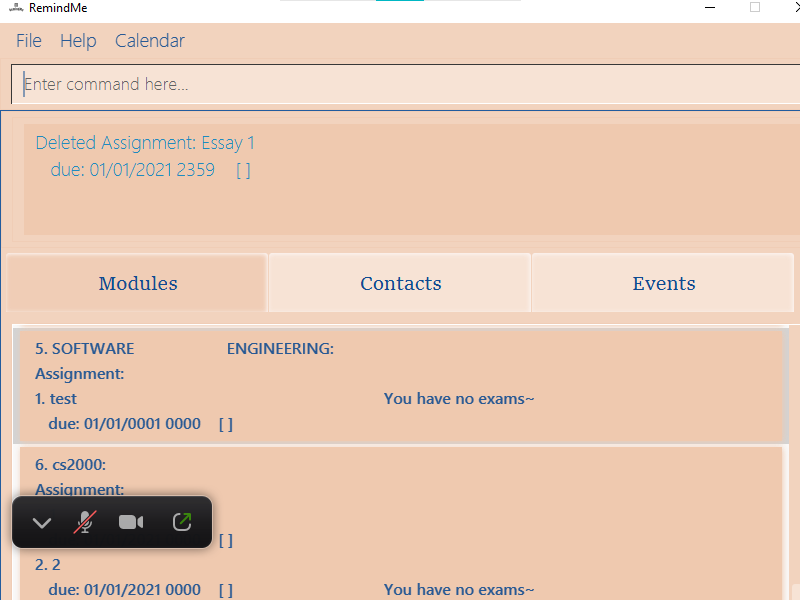 RemindMe
File Help Calendar
Enter command here...
Deleted Assignment: Essay 1
due: 01/01/2021 2359 [ ]
Modules Contacts Events
5. SOFTWARE ENGINEERING:
Assignment:
1. test You have no exams~
due: 01/01/0001 0000 [ ]
6. cs2000:
Assignment:
[ ]
2. 2
due: 01/01/2021 0000 [ ] You have no exams~